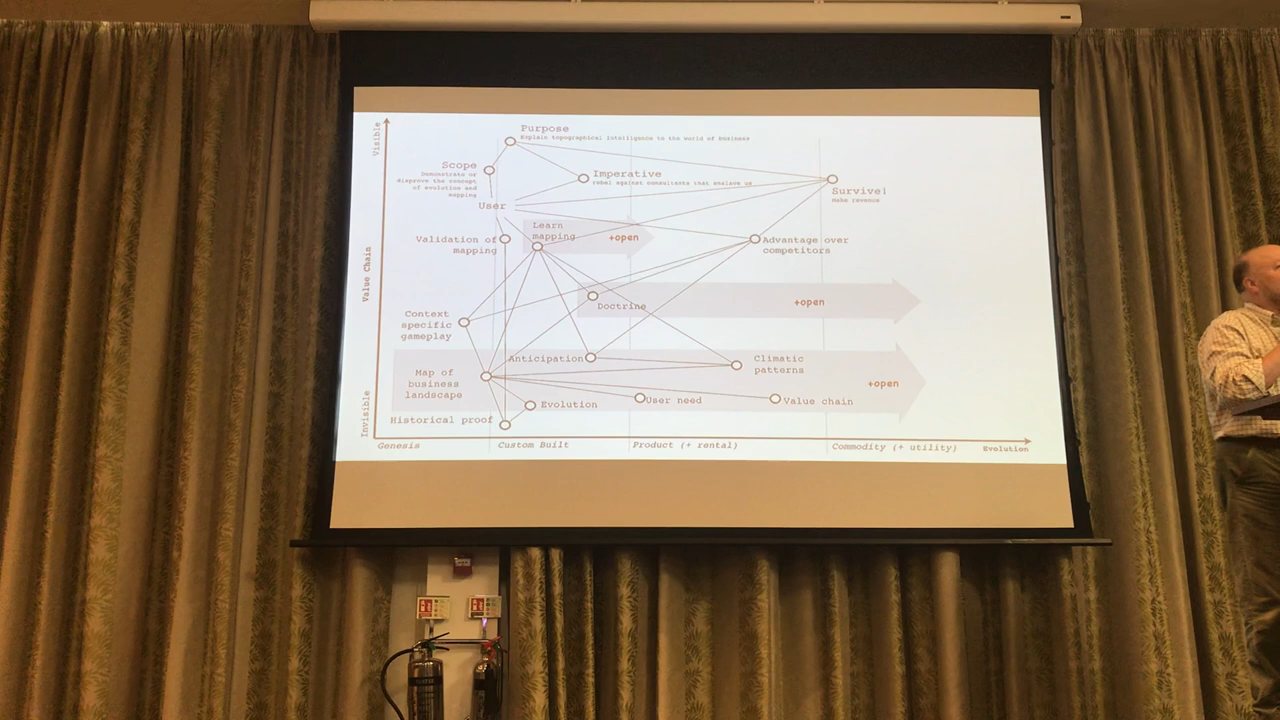 Visible
Purpose
Explain topographical intelligence to the world of business
Scope
Demonstrate or
disprove the concept
of evolution and
mapping
Imperative
rebel against consultants that enslave us
Survive!
make revenue
User
Learn
mapping
+open
Validation of
mapping
Advantage over
competitors
Value Chain
Doctrine
+open
Context
specific
gameplay
Anticipation
Climatic
patterns
Map of
business
landscape
+open
Evolution
User need
Value chain
Historical proof
Invisible
Genesis
Custom Built
Product (+ rental)
Commodity (+ utility)
Evolution